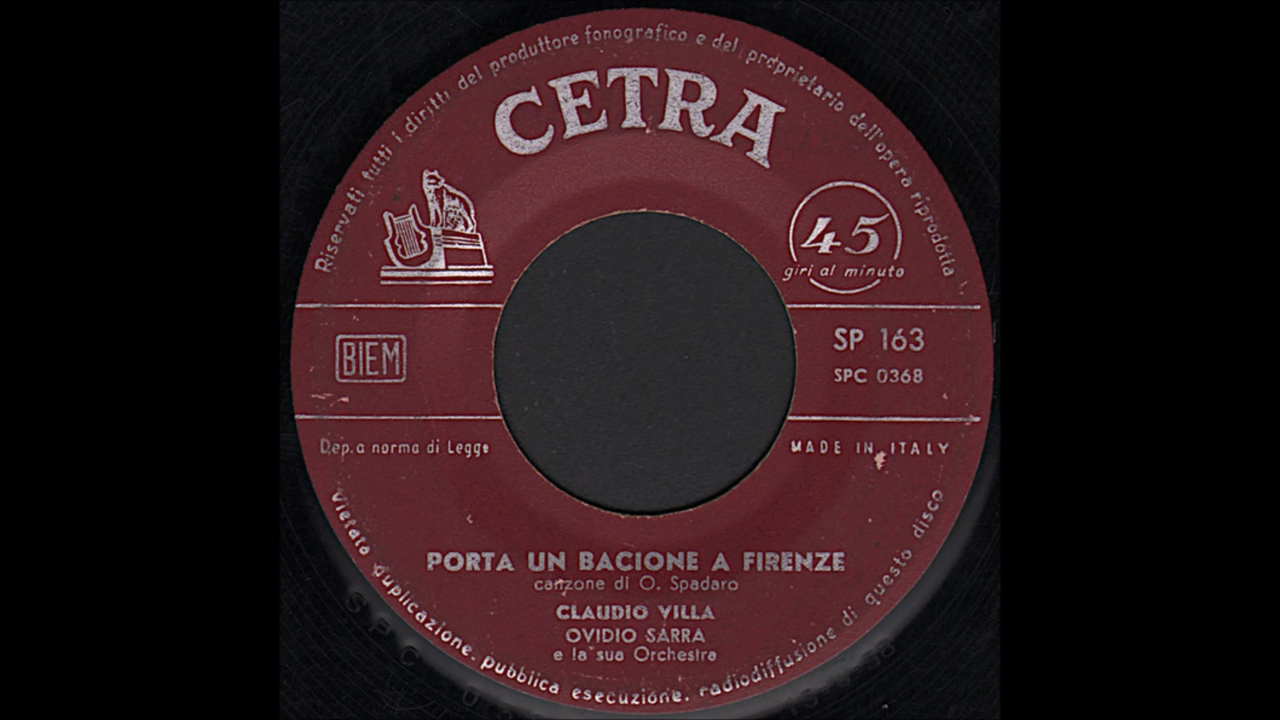 Riservati tutti i diritti del produttore fonografico e del proprietario dell'opera riprodotta
CETRA
45
giri al minuto
BIEM
SP 163
SPC 0368
Dep. a norma di Legge
MADE IN ITALY
PORTA UN BACIONE A FIRENZE
canzone di O. Spadaro
CLAUDIO VILLA
OVIDIO SARRA
e la sua Orchestra
Vietata duplicazione. pubblica esecuzione. radiodiffusione di questo disco